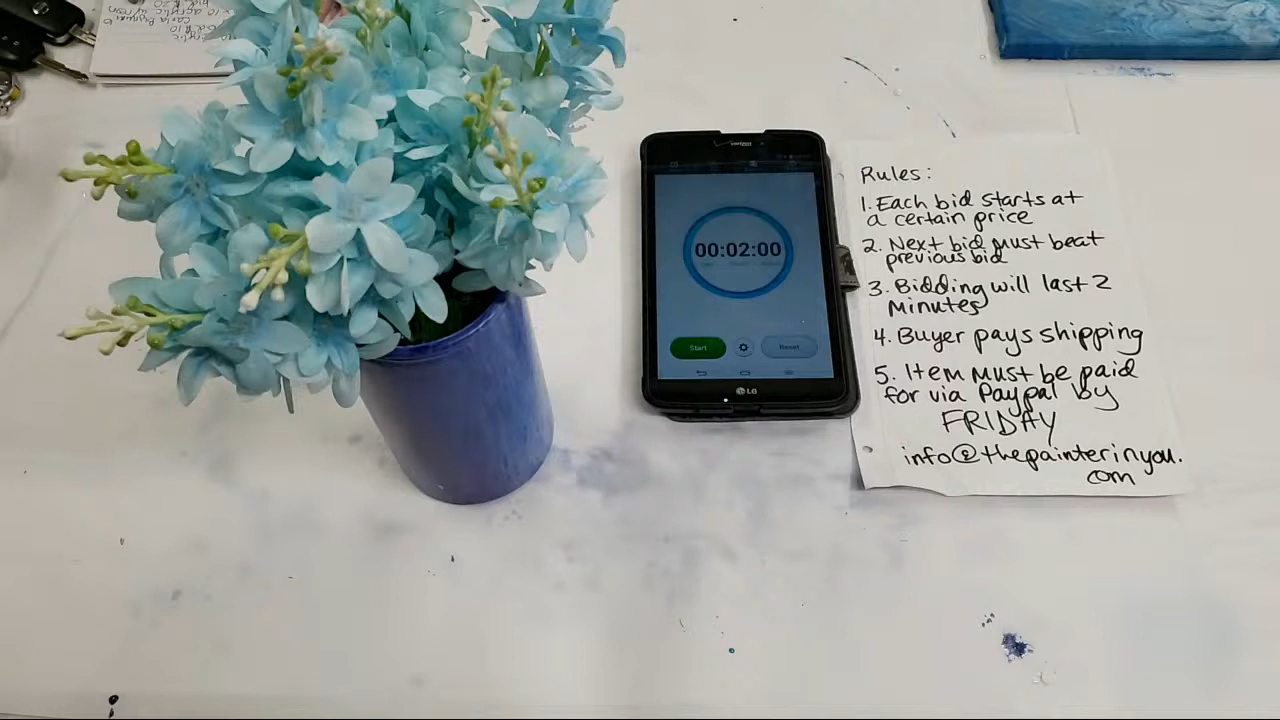 verizon
00:02:00
Start
Reset
LG
Rules:
1. Each bid starts at
a certain price
2. Next bid must beat
previous bid
3. Bidding will last 2
Minutes
4. Buyer pays shipping
5. Item must be paid
for via Paypal by
FRIDAY
info@thepainterinyou.
com